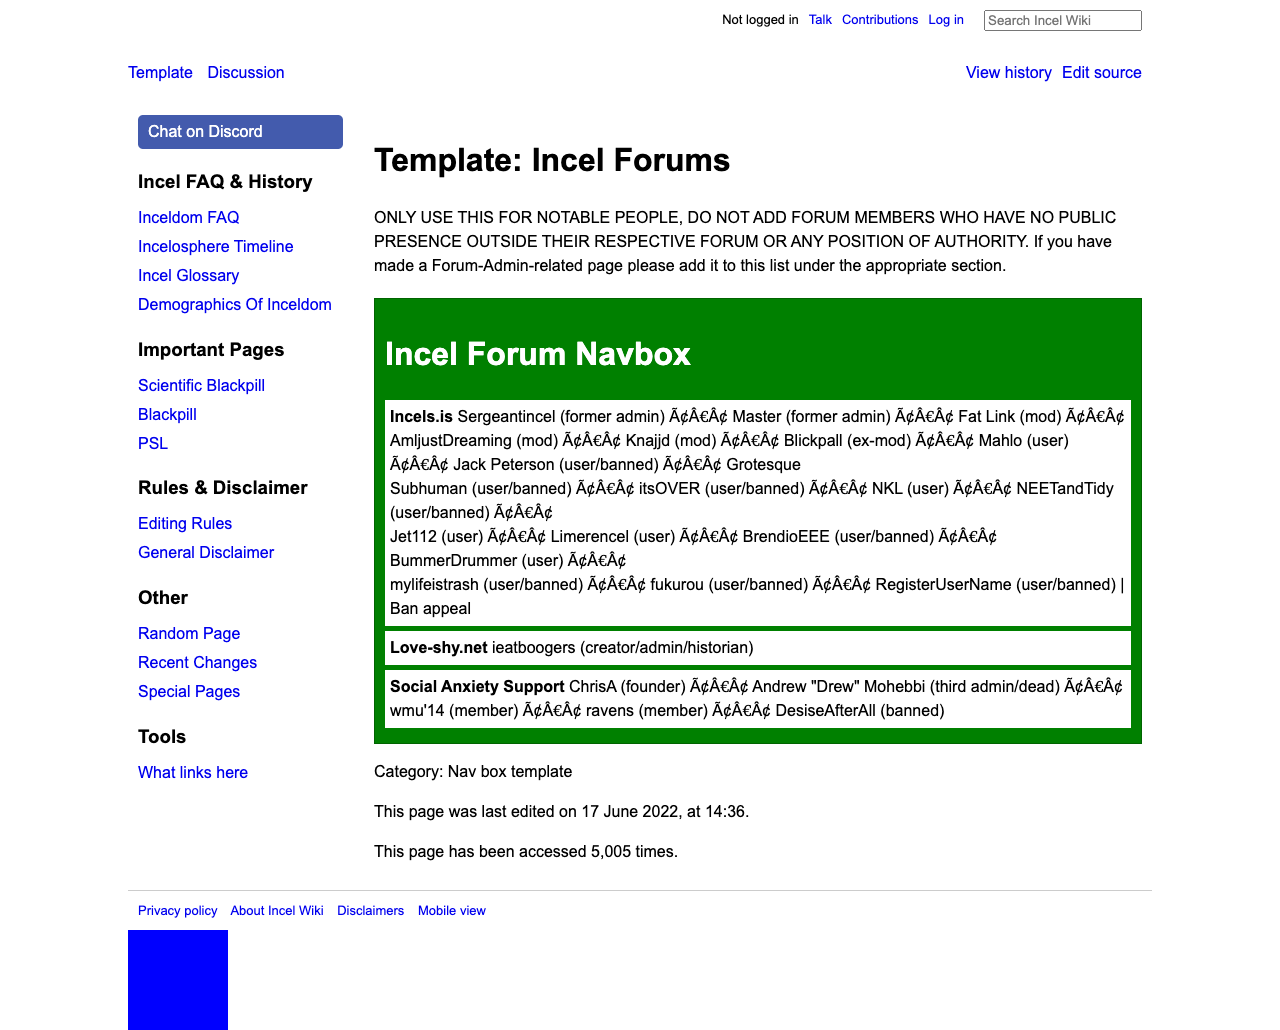 Not logged in Talk Contributions Log in Search Incel Wiki
Template Discussion View history Edit source
Chat on Discord
Incel FAQ & History
Inceldom FAQ
Incelosphere Timeline
Incel Glossary
Demographics Of Inceldom
Important Pages
Scientific Blackpill
Blackpill
PSL
Rules & Disclaimer
Editing Rules
General Disclaimer
Other
Random Page
Recent Changes
Special Pages
Tools
What links here
Template: Incel Forums
ONLY USE THIS FOR NOTABLE PEOPLE, DO NOT ADD FORUM MEMBERS WHO HAVE NO PUBLIC
PRESENCE OUTSIDE THEIR RESPECTIVE FORUM OR ANY POSITION OF AUTHORITY. If you have
made a Forum-Admin-related page please add it to this list under the appropriate section.
Incel Forum Navbox
Incels.is Sergeantincel (former admin) Ã¢Â€Â¢ Master (former admin) Ã¢Â€Â¢ Fat Link (mod) Ã¢Â€Â¢
AmljustDreaming (mod) Ã¢Â€Â¢ Knajjd (mod) Ã¢Â€Â¢ Blickpall (ex-mod) Ã¢Â€Â¢ Mahlo (user)
Ã¢Â€Â¢ Jack Peterson (user/banned) Ã¢Â€Â¢ Grotesque
Subhuman (user/banned) Ã¢Â€Â¢ itsOVER (user/banned) Ã¢Â€Â¢ NKL (user) Ã¢Â€Â¢ NEETandTidy
(user/banned) Ã¢Â€Â¢
Jet112 (user) Ã¢Â€Â¢ Limerencel (user) Ã¢Â€Â¢ BrendioEEE (user/banned) Ã¢Â€Â¢
BummerDrummer (user) Ã¢Â€Â¢
mylifeistrash (user/banned) Ã¢Â€Â¢ fukurou (user/banned) Ã¢Â€Â¢ RegisterUserName (user/banned) |
Ban appeal
Love-shy.net ieatboogers (creator/admin/historian)
Social Anxiety Support ChrisA (founder) Ã¢Â€Â¢ Andrew "Drew" Mohebbi (third admin/dead) Ã¢Â€Â¢
wmu'14 (member) Ã¢Â€Â¢ ravens (member) Ã¢Â€Â¢ DesiseAfterAll (banned)
Category: Nav box template
This page was last edited on 17 June 2022, at 14:36.
This page has been accessed 5,005 times.
Privacy policy About Incel Wiki Disclaimers Mobile view